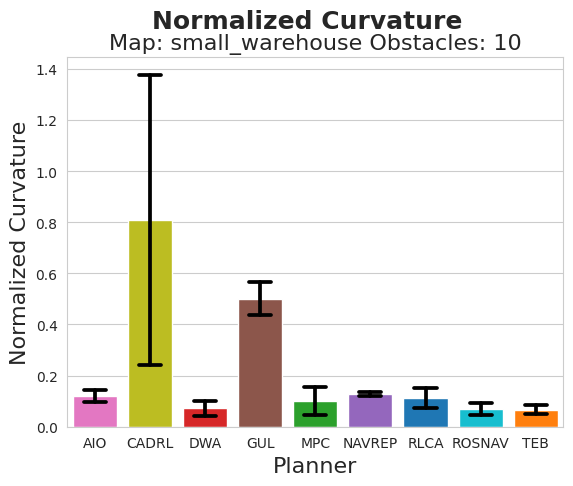 Normalized Curvature
Map: small_warehouse Obstacles: 10
Normalized Curvature
1.4
1.2
1.0
0.8
0.6
0.4
0.2
0.0
AIO CADRL DWA GUL MPC NAVREP RLCA ROSNAV TEB
Planner